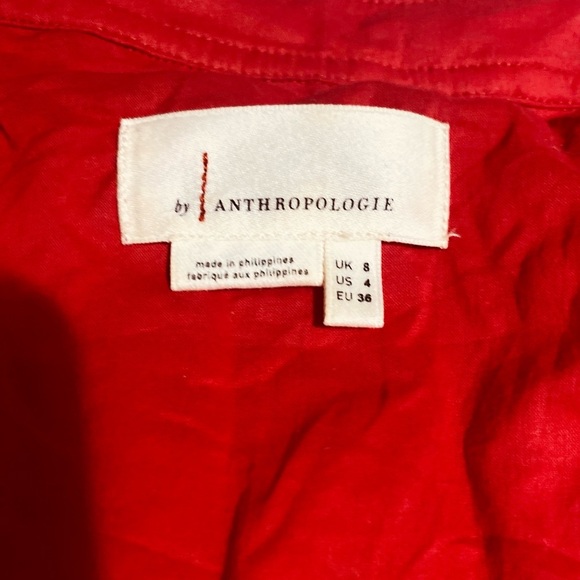 by ANTHROPOLOGIE
made in philippines
fabriqué aux philippines
UK 8
US 4
EU 36